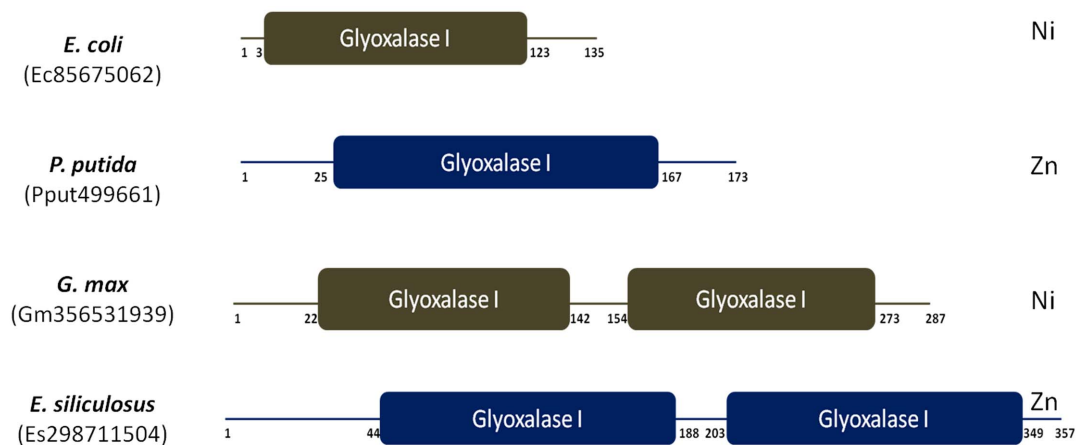 E. coli
(Ec85675062)
Glyoxalase I
1 3 123 135
Ni
P. putida
(Pput499661)
Glyoxalase I
1 25 167 173
Zn
G. max
(Gm356531939)
Glyoxalase I Glyoxalase I
1 22 142 154 273 287
Ni
E. siliculosus
(Es298711504)
Glyoxalase I Glyoxalase I
1 44 188 203 349 357
Zn